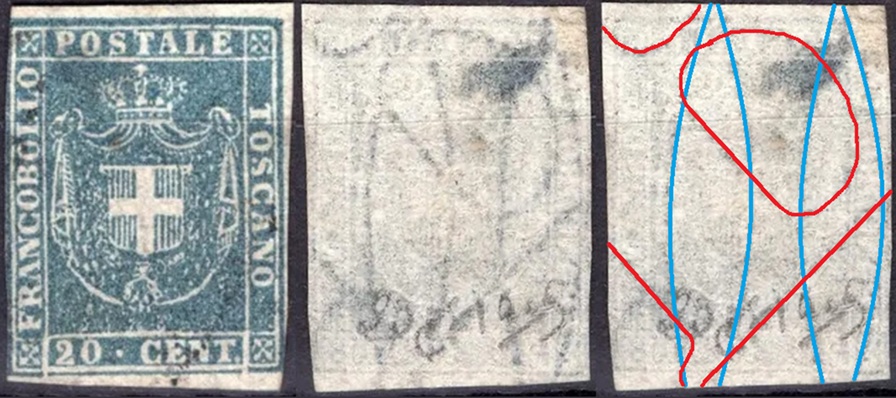 POSTALE
FRANCOBOLLO
TOSCANO
20 · CENT.